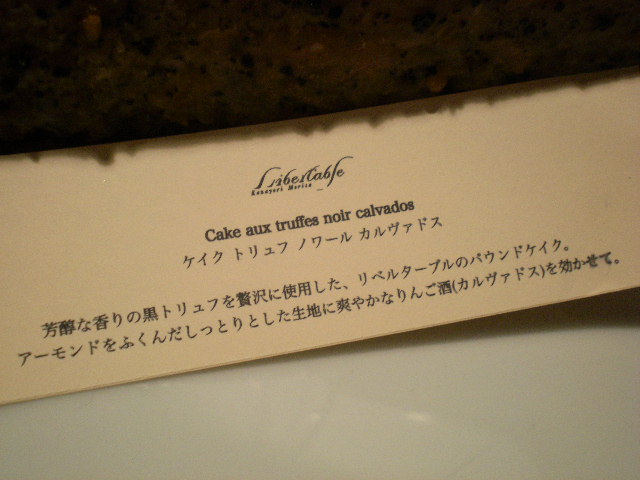 Libertable
Kazunori Morita
Cake aux truffes noir calvados
ケイク トリュフ ノワール カルヴァドス
芳醇な香りの黒トリュフを贅沢に使用した、リベルターブルのパウンドケイク。
アーモンドをふくんだしっとりとした生地に爽やかなりんご酒(カルヴァドス)を効かせて。